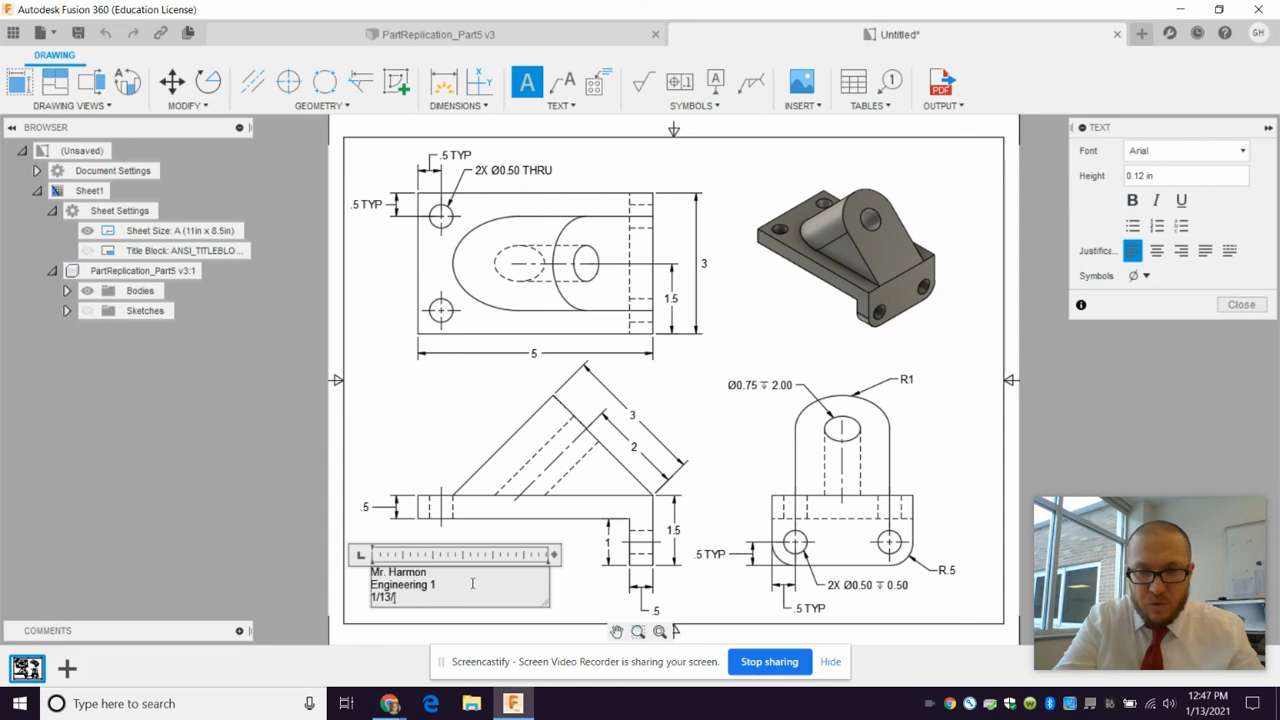 Autodesk Fusion 360 (Education License)
PartReplication_Part5 v3
Untitled*
GH
DRAWING
DRAWING VIEWS
MODIFY
GEOMETRY
DIMENSIONS
TEXT
SYMBOLS
INSERT
TABLES
OUTPUT
BROWSER
(Unsaved)
Document Settings
Sheet1
Sheet Settings
Sheet Size: A (11in x 8.5in)
Title Block: ANSI_TITLEBLO...
PartReplication_Part5 v3:1
Bodies
Sketches
COMMENTS
.5 TYP
2X Ø0.50 THRU
.5 TYP
3
1.5
5
3
2
.5
1.5
1
.5
Ø0.75 ↧ 2.00
R1
.5 TYP
R.5
2X Ø0.50 ↧ 0.50
.5 TYP
Mr. Harmon
Engineering 1
1/13/
TEXT
Font
Arial
Height
0.12 in
B I U
Justifica...
Symbols
Ø
Close
Screencastify - Screen Video Recorder is sharing your screen.
Stop sharing
Hide
Type here to search
12:47 PM
1/13/2021